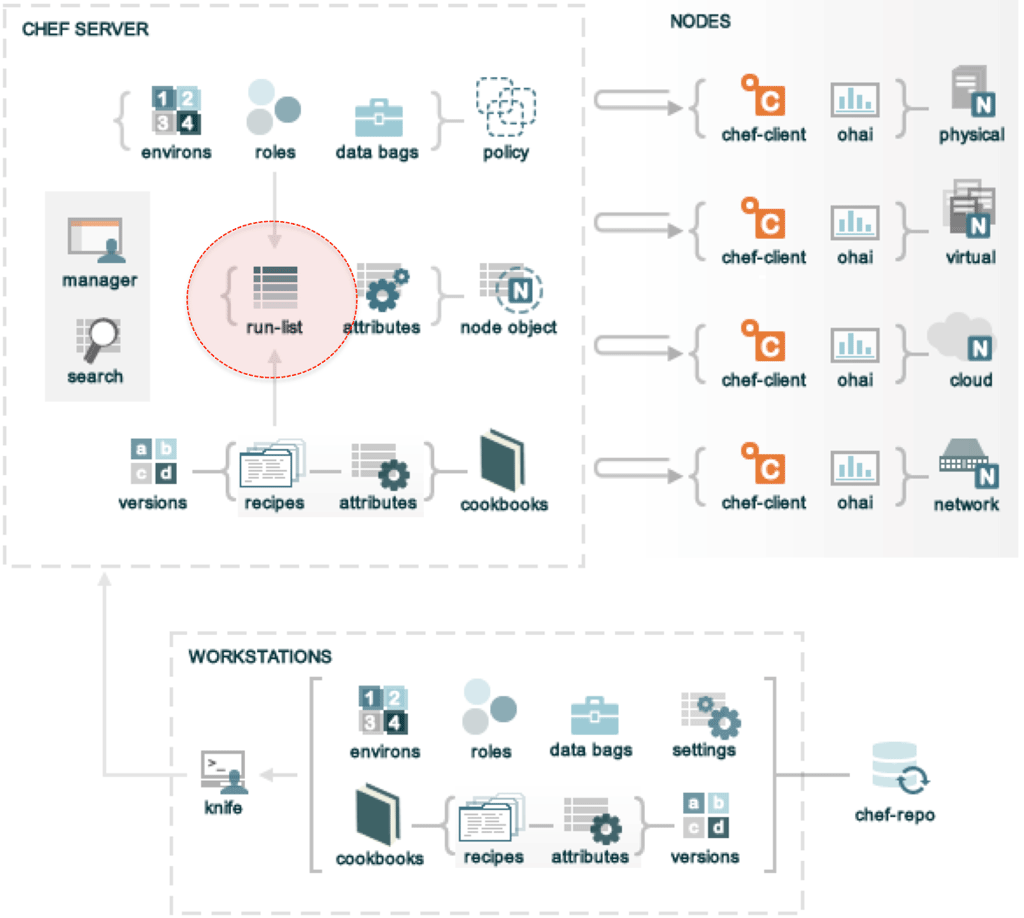 CHEF SERVER
NODES
1 2
3 4
environs
roles
data bags
policy
C
chef-client
ohai
N
physical
manager
search
run-list
attributes
N
node object
C
chef-client
ohai
N
virtual
C
chef-client
ohai
N
cloud
a b
c d
versions
recipes
attributes
cookbooks
C
chef-client
ohai
N
network
WORKSTATIONS
1 2
3 4
environs
roles
data bags
settings
>_
knife
cookbooks
recipes
attributes
a b
c d
versions
chef-repo